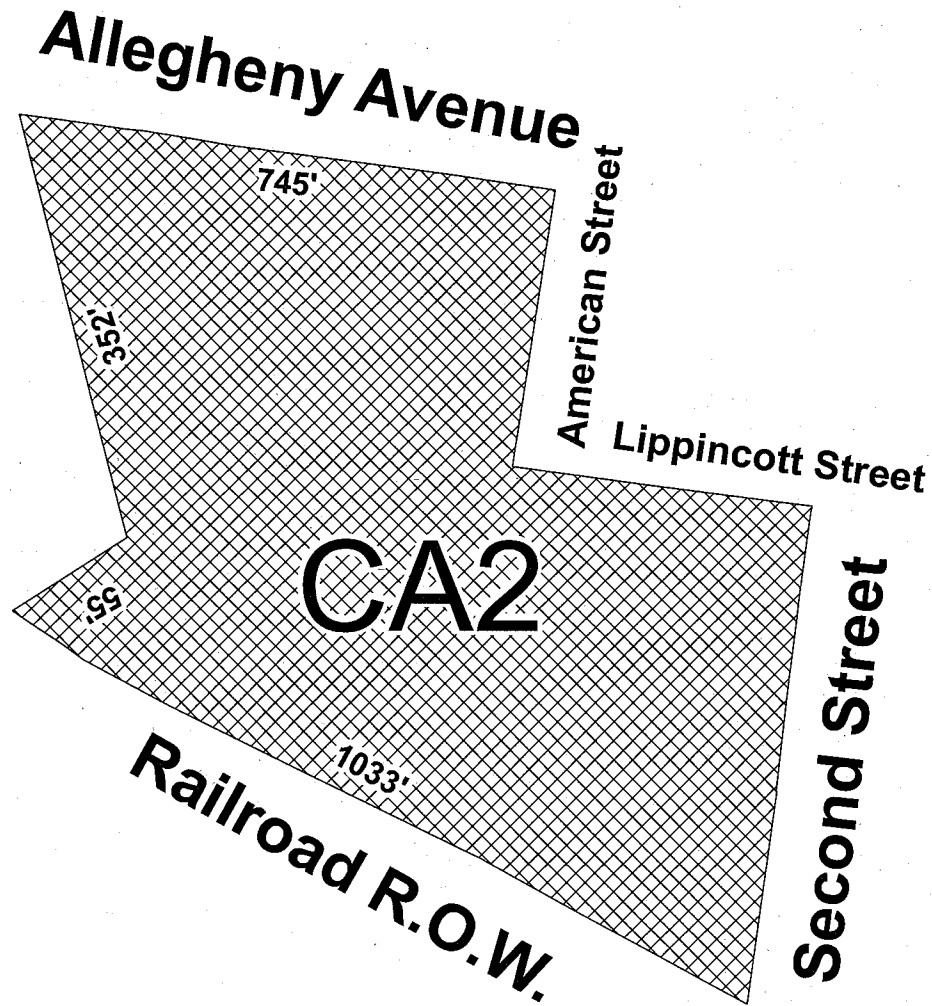 Allegheny Avenue
745'
American Street
352'
Lippincott Street
CA2
55'
Second Street
1033'
Railroad R.O.W.